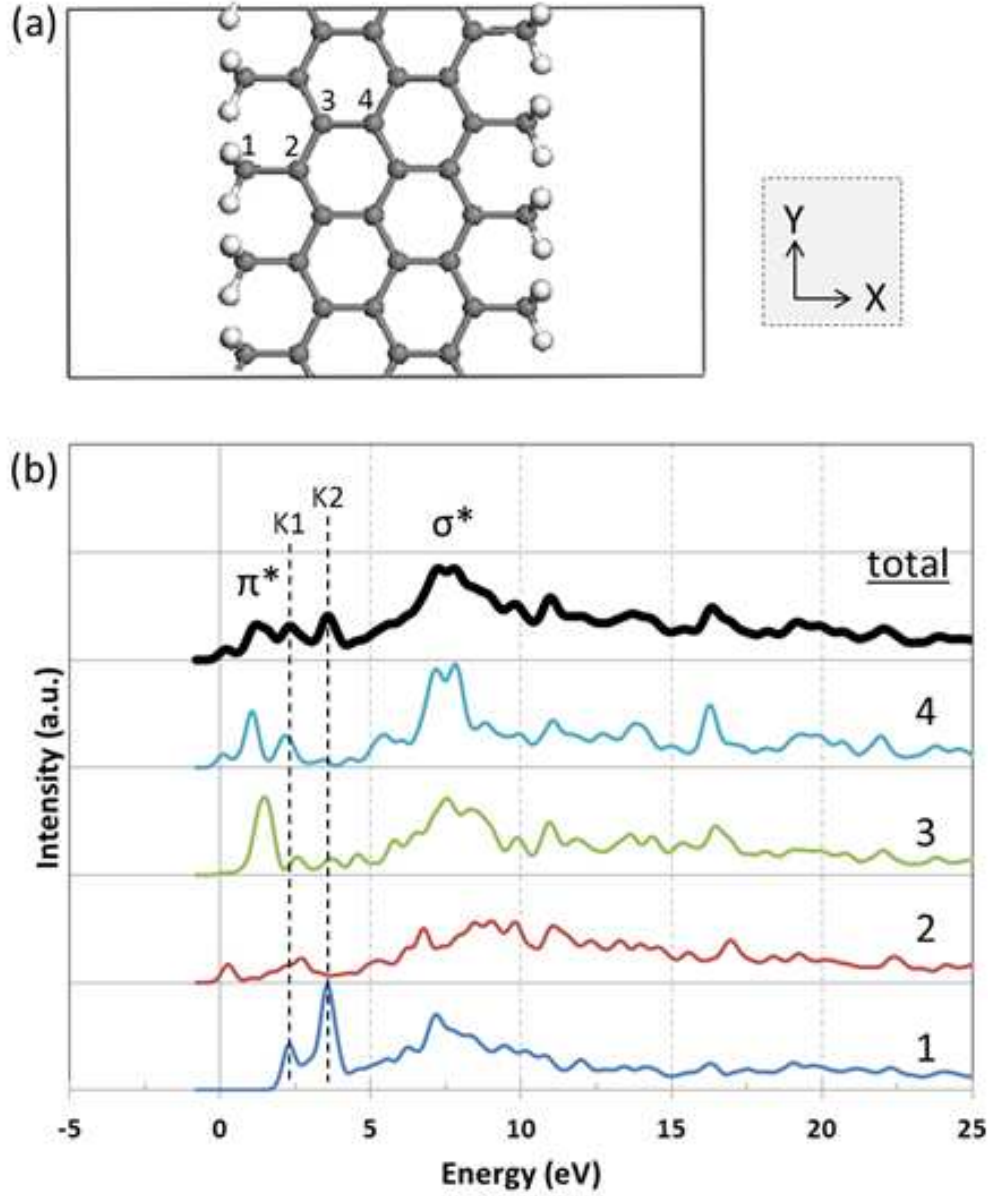 (a)
3 4
1 2
Y
X
(b)
K2
K1
σ*
π*
total
4
3
2
1
Intensity (a.u.)
-5 0 5 10 15 20 25
Energy (eV)